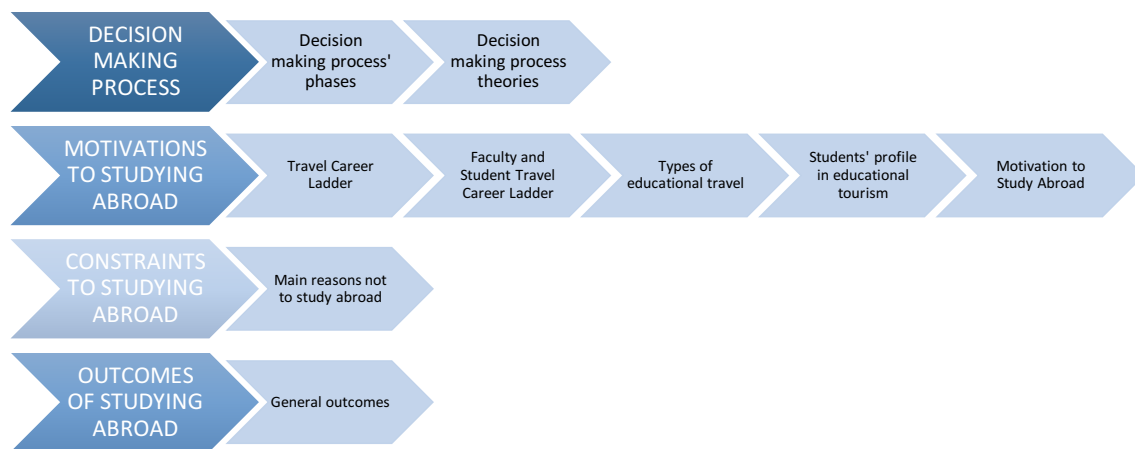 DECISION
MAKING
PROCESS
Decision
making process'
phases
Decision
making process
theories
MOTIVATIONS
TO STUDYING
ABROAD
Travel Career
Ladder
Faculty and
Student Travel
Career Ladder
Types of
educational travel
Students' profile
in educational
tourism
Motivation to
Study Abroad
CONSTRAINTS
TO STUDYING
ABROAD
Main reasons not
to study abroad
OUTCOMES
OF STUDYING
ABROAD
General outcomes